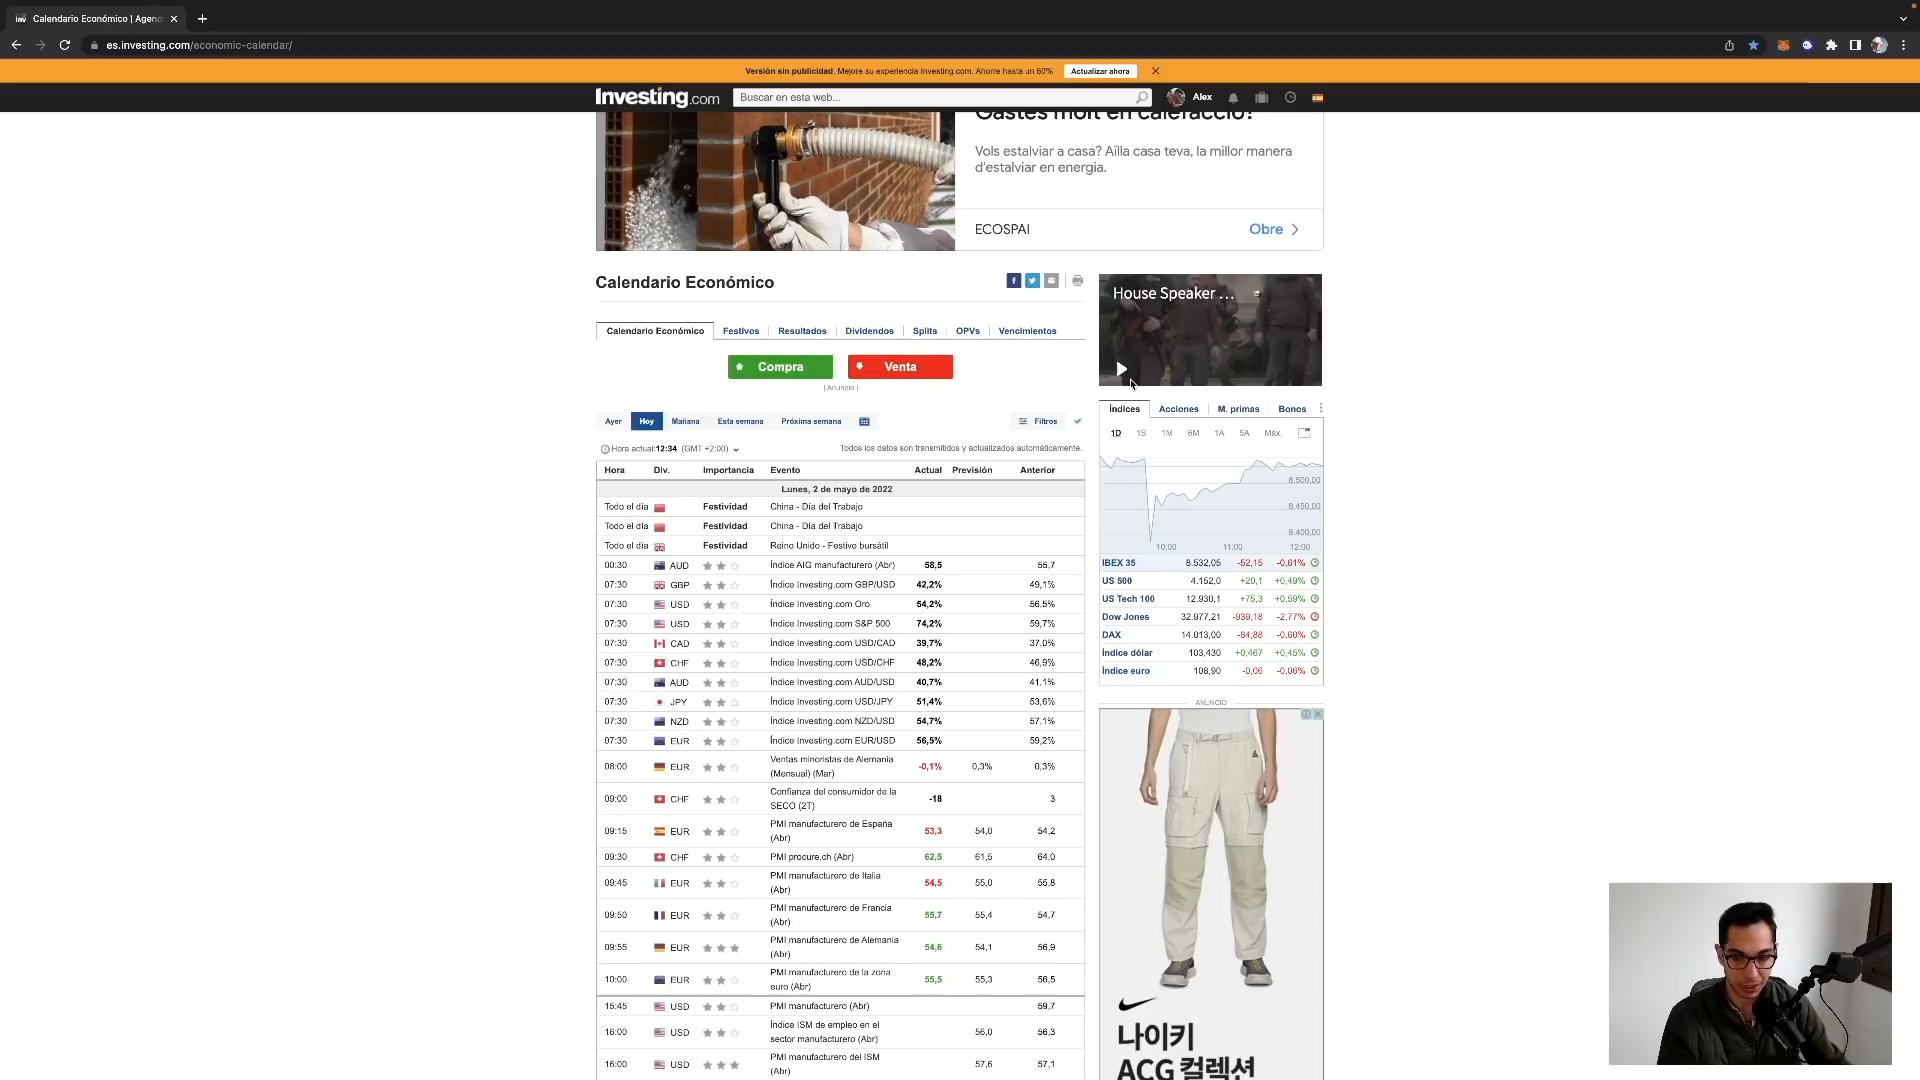 Calendario Económico | Agend
es.investing.com/economic-calendar/
Versión sin publicidad. Mejore su experiencia Investing.com. Ahorre hasta un 60% Actualizar ahora
Investing.com Buscar en esta web... Alex
Gastes molt en calefacció?
Vols estalviar a casa? Aïlla casa teva, la millor manera
d'estalviar en energia.
ECOSPAI Obre
Calendario Económico
House Speaker ...
Calendario Económico Festivos Resultados Dividendos Splits OPVs Vencimientos
Compra Venta
| Anuncio |
Ayer Hoy Mañana Esta semana Próxima semana Filtros
Hora actual:12:34 (GMT +2:00) Todos los datos son transmitidos y actualizados automáticamente.
Hora Div. Importancia Evento Actual Previsión Anterior
Lunes, 2 de mayo de 2022
Todo el día Festividad China - Día del Trabajo
Todo el día Festividad China - Día del Trabajo
Todo el día Festividad Reino Unido - Festivo bursátil
00:30 AUD Índice AIG manufacturero (Abr) 58,5 55,7
07:30 GBP Índice Investing.com GBP/USD 42,2% 49,1%
07:30 USD Índice Investing.com Oro 54,2% 56,5%
07:30 USD Índice Investing.com S&P 500 74,2% 59,7%
07:30 CAD Índice Investing.com USD/CAD 39,7% 37,0%
07:30 CHF Índice Investing.com USD/CHF 48,2% 46,9%
07:30 AUD Índice Investing.com AUD/USD 40,7% 41,1%
07:30 JPY Índice Investing.com USD/JPY 51,4% 53,6%
07:30 NZD Índice Investing.com NZD/USD 54,7% 57,1%
07:30 EUR Índice Investing.com EUR/USD 56,5% 59,2%
08:00 EUR Ventas minoristas de Alemania
(Mensual) (Mar) -0,1% 0,3% 0,3%
09:00 CHF Confianza del consumidor de la
SECO (2T) -18 3
09:15 EUR PMI manufacturero de España
(Abr) 53,3 54,0 54,2
09:30 CHF PMI procure.ch (Abr) 62,5 61,5 64,0
09:45 EUR PMI manufacturero de Italia
(Abr) 54,5 55,0 55,8
09:50 EUR PMI manufacturero de Francia
(Abr) 55,7 55,4 54,7
09:55 EUR PMI manufacturero de Alemania
(Abr) 54,6 54,1 56,9
10:00 EUR PMI manufacturero de la zona
euro (Abr) 55,5 55,3 56,5
15:45 USD PMI manufacturero (Abr) 59,7
16:00 USD Índice ISM de empleo en el
sector manufacturero (Abr) 56,0 56,3
16:00 USD PMI manufacturero del ISM
(Abr) 57,6 57,1
Índices Acciones M. primas Bonos
1D 1S 1M 6M 1A 5A Máx.
8.500,00
8.450,00
8.400,00
10:00 11:00 12:00
IBEX 35 8.532,05 -52,15 -0,61%
US 500 4.152,0 +20,1 +0,49%
US Tech 100 12.930,1 +75,3 +0,59%
Dow Jones 32.977,21 -939,18 -2,77%
DAX 14.013,00 -84,88 -0,60%
Índice dólar 103,430 +0,467 +0,45%
Índice euro 108,90 -0,06 -0,06%
ANUNCIO
나이키
ACG 컬렉션